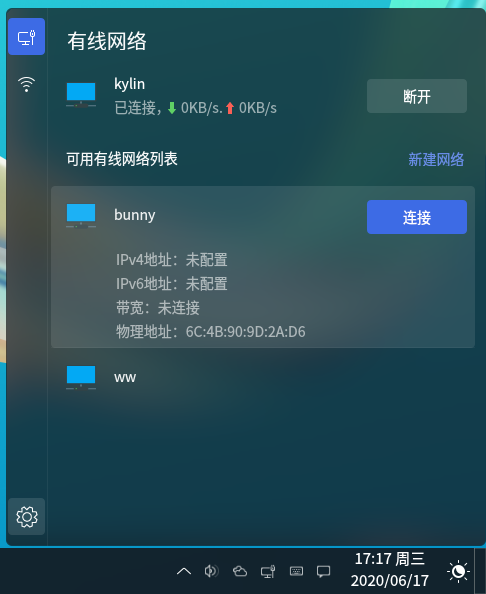 有线网络
kylin
已连接，0KB/s. 0KB/s
断开
可用有线网络列表
新建网络
bunny
连接
IPv4地址：未配置
IPv6地址：未配置
带宽：未连接
物理地址：6C:4B:90:9D:2A:D6
ww
17:17 周三
2020/06/17